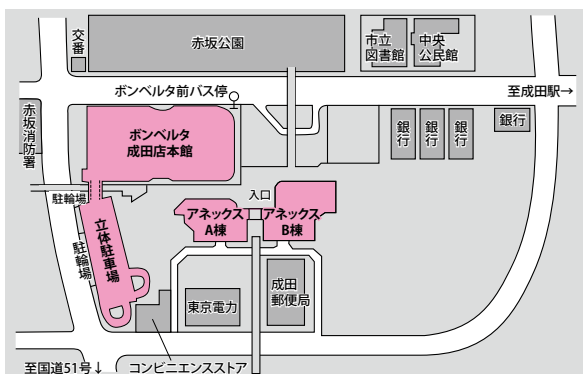 交番
赤坂公園
市立
図書館
中央
公民館
ボンベルタ前バス停
至成田駅→
赤坂消防署
ボンベルタ
成田店本館
銀行
銀行
銀行
銀行
駐輪場
入口
アネックス
A棟
アネックス
B棟
立体駐車場
駐輪場
東京電力
成田
郵便局
至国道51号↓
コンビニエンスストア